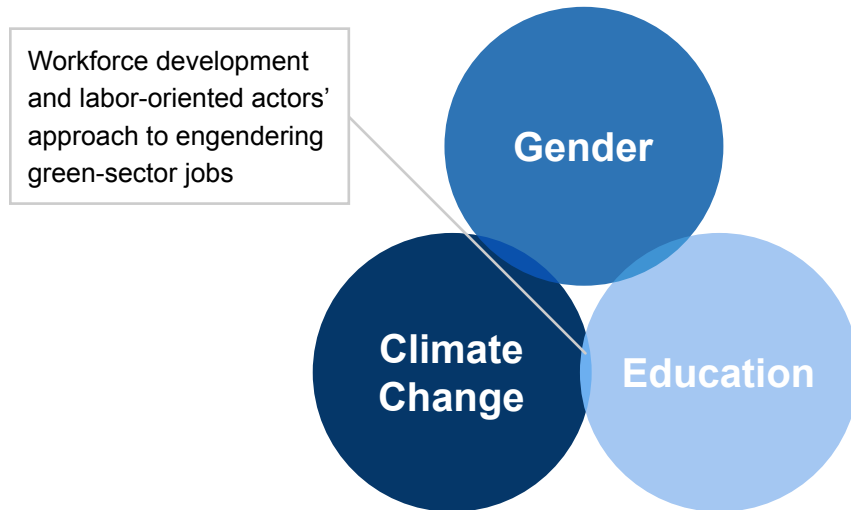 Workforce development
and labor-oriented actors’
approach to engendering
green-sector jobs
Gender
Climate
Change
Education